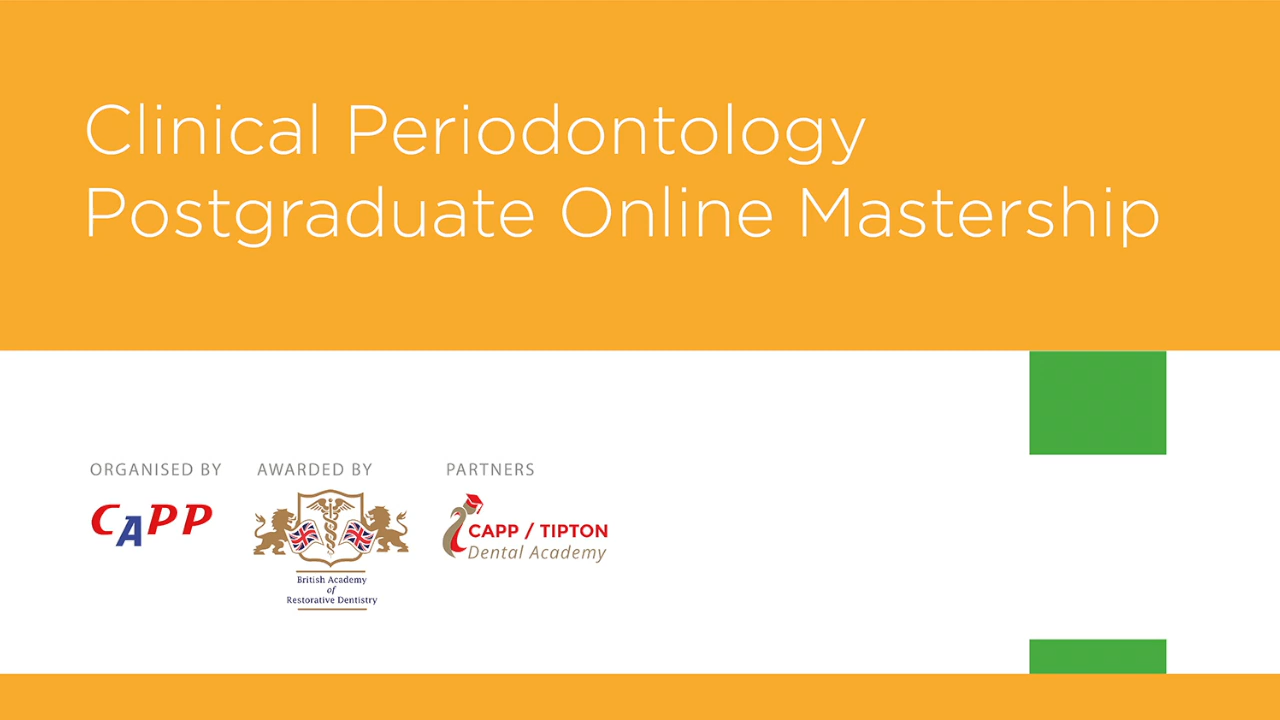 Clinical Periodontology
Postgraduate Online Mastership
ORGANISED BY
CAPP
AWARDED BY
British Academy
of
Restorative Dentistry
PARTNERS
CAPP / TIPTON
Dental Academy